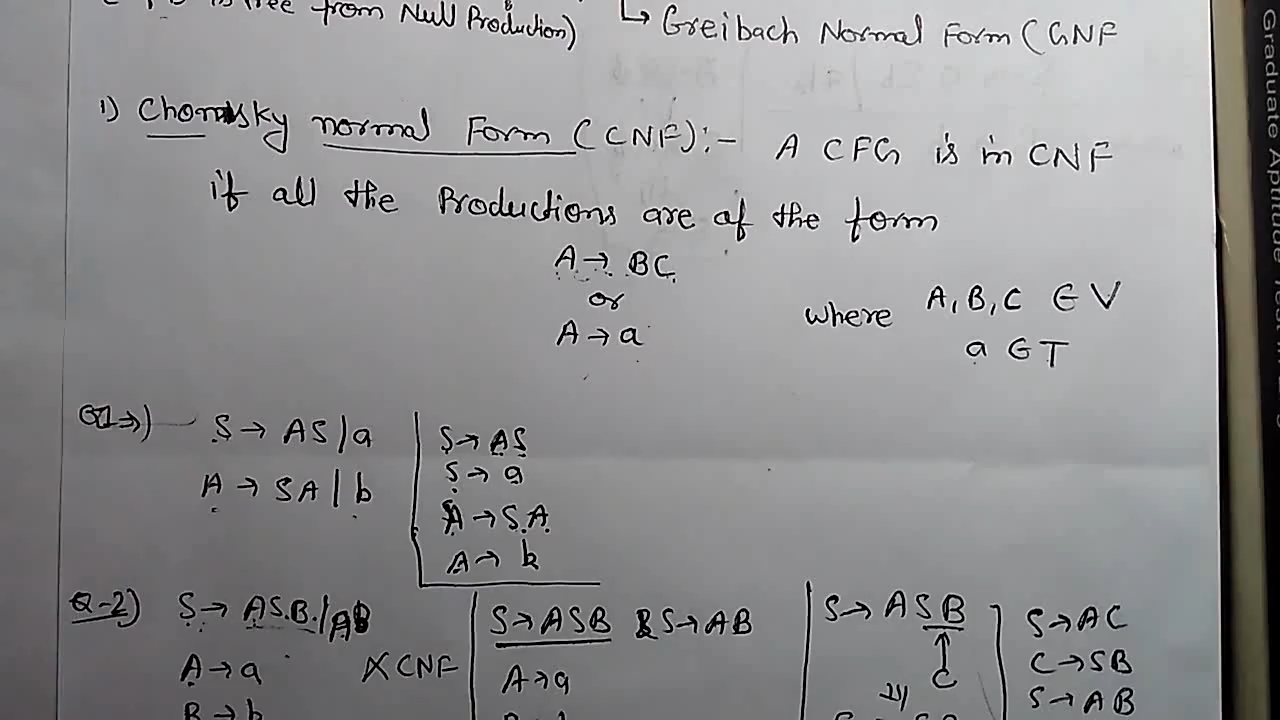 is free from Null Production)
↳ Greibach Normal Form (GNF
1) Chomsky normal Form (CNF):- A CFG is in CNF
if all the Productions are of the form
A → BC
or
A → a
where A, B, C ∈ V
a ∈ T
Q1⇒) S → AS | a
A → SA | b
S → AS
S → a
A → SA
A → b
Q-2) S → ASB | AB
A → a
B → b
X CNF
S → ASB & S → AB
A → a
S → ASB
↑
C
S → AC
C → SB
S → AB
Graduate Aptitude